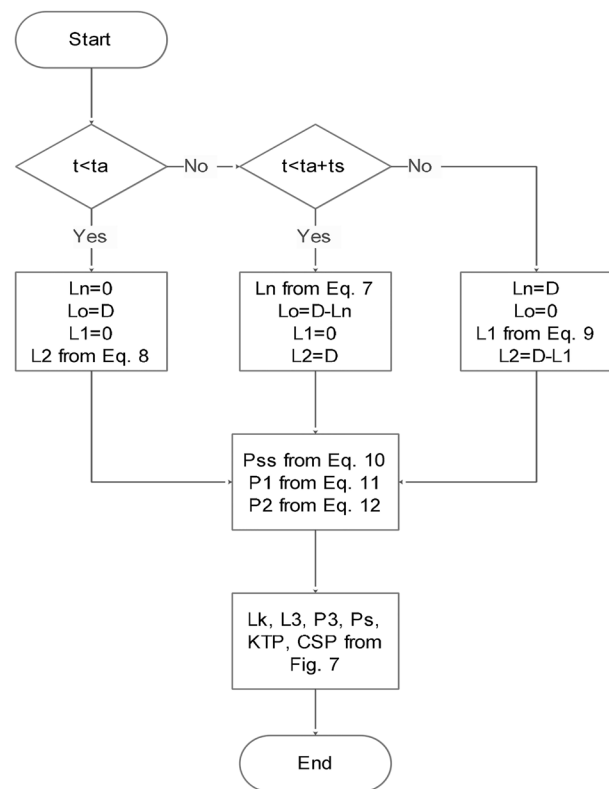 Start
t<ta
No
t<ta+ts
No
Yes
Yes
Ln=0
Lo=D
L1=0
L2 from Eq. 8
Ln from Eq. 7
Lo=D-Ln
L1=0
L2=D
Ln=D
Lo=0
L1 from Eq. 9
L2=D-L1
Pss from Eq. 10
P1 from Eq. 11
P2 from Eq. 12
Lk, L3, P3, Ps,
KTP, CSP from
Fig. 7
End